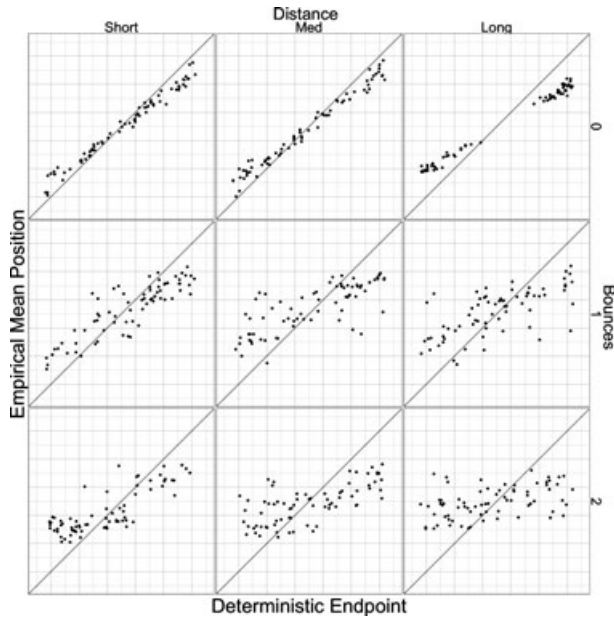 Distance
Short Med Long
0
Empirical Mean Position
1
Bounces
2
Deterministic Endpoint